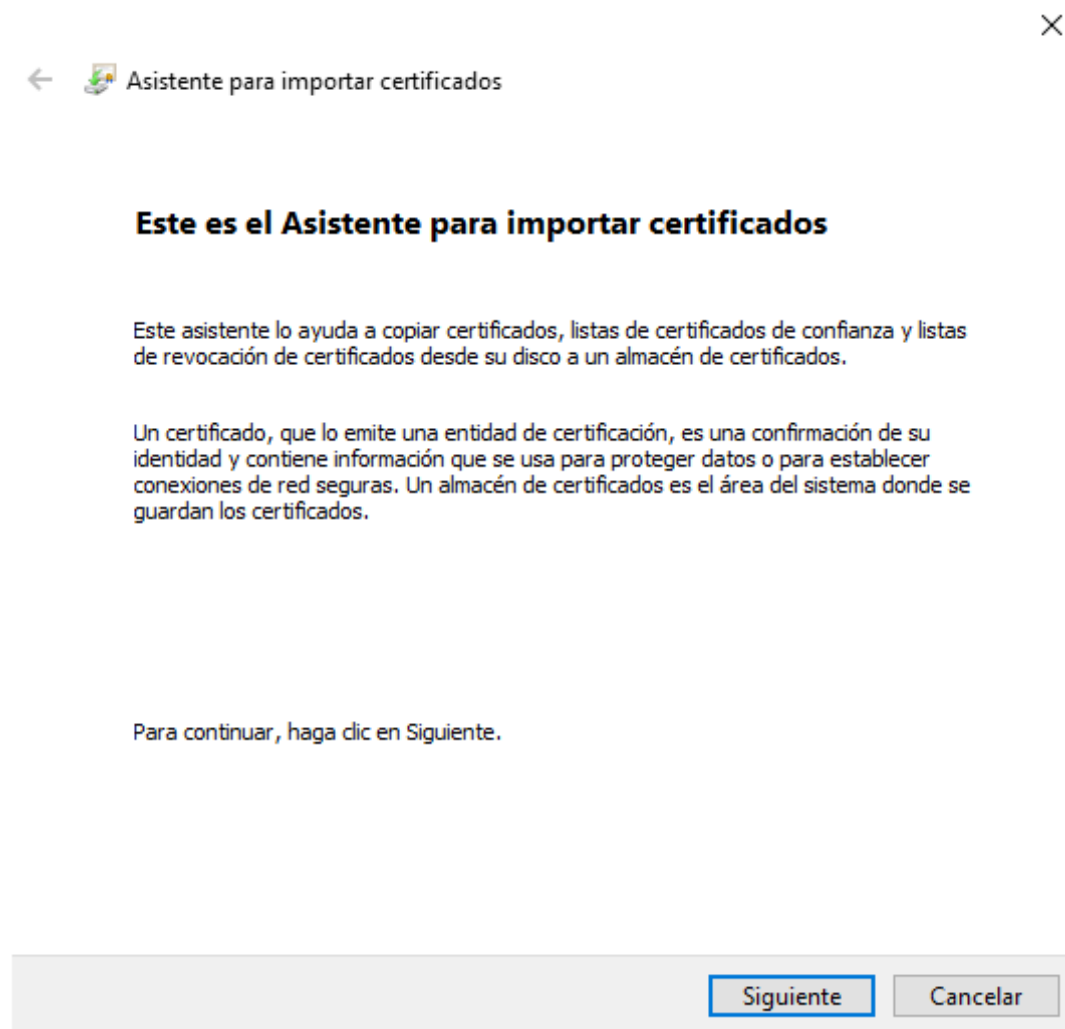 Asistente para importar certificados
Este es el Asistente para importar certificados
Este asistente lo ayuda a copiar certificados, listas de certificados de confianza y listas
de revocación de certificados desde su disco a un almacén de certificados.
Un certificado, que lo emite una entidad de certificación, es una confirmación de su
identidad y contiene información que se usa para proteger datos o para establecer
conexiones de red seguras. Un almacén de certificados es el área del sistema donde se
guardan los certificados.
Para continuar, haga clic en Siguiente.
Siguiente
Cancelar